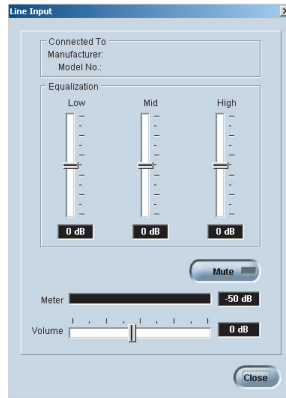 Line Input
Connected To
Manufacturer:
Model No.:
Equalization
Low Mid High
0 dB 0 dB 0 dB
Mute
Meter -50 dB
Volume 0 dB
Close